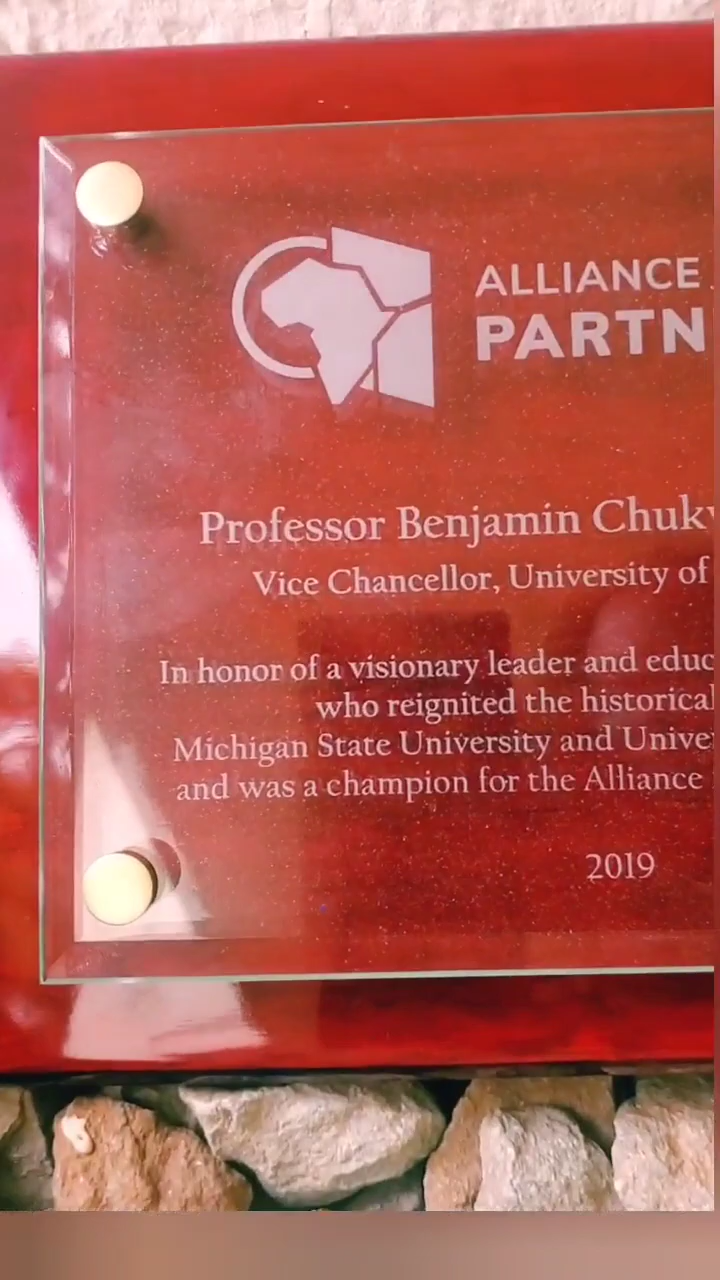 ALLIANCE
PARTN
Professor Benjamin Chuk
Vice Chancellor, University of
In honor of a visionary leader and educ
who reignited the historical
Michigan State University and Unive
and was a champion for the Alliance
2019